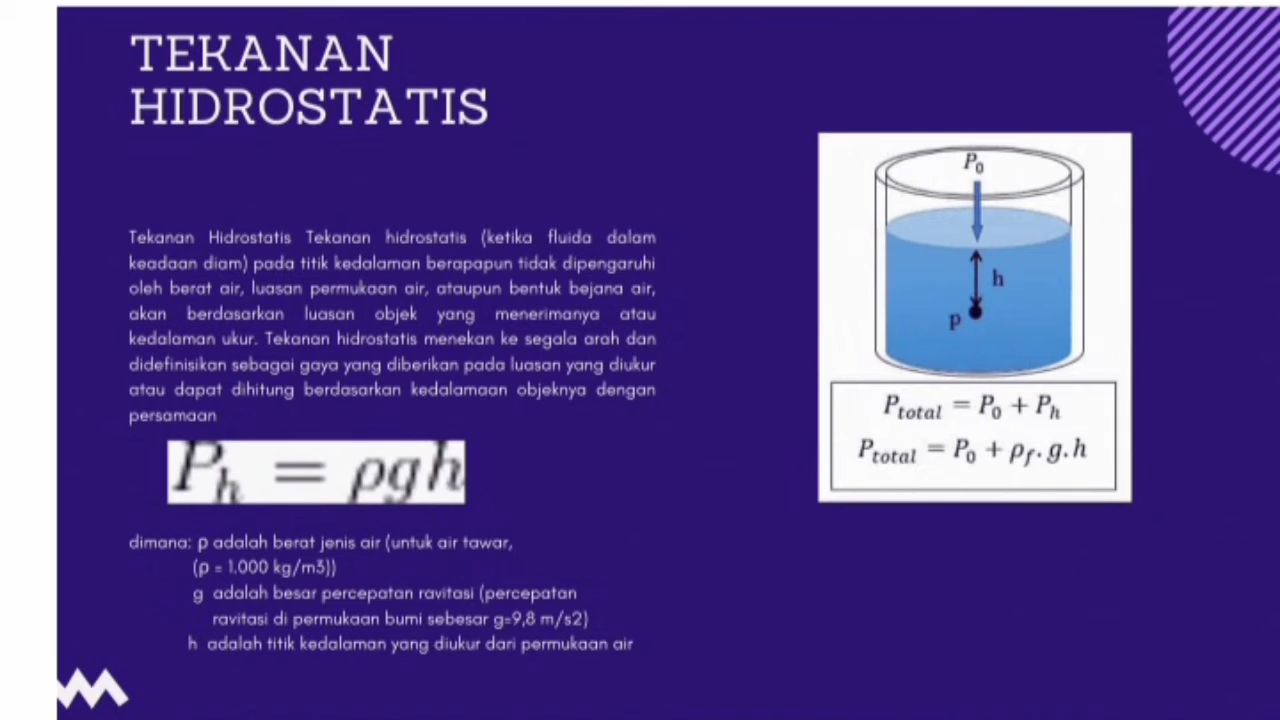 TEKANAN
HIDROSTATIS
Tekanan Hidrostatis Tekanan hidrostatis (ketika fluida dalam
keadaan diam) pada titik kedalaman berapapun tidak dipengaruhi
oleh berat air, luasan permukaan air, ataupun bentuk bejana air,
akan berdasarkan luasan objek yang menerimanya atau
kedalaman ukur. Tekanan hidrostatis menekan ke segala arah dan
didefinisikan sebagai gaya yang diberikan pada luasan yang diukur
atau dapat dihitung berdasarkan kedalamaan objeknya dengan
persamaan
P_h = ρgh
dimana: p adalah berat jenis air (untuk air tawar,
(p = 1.000 kg/m3))
g adalah besar percepatan ravitasi (percepatan
ravitasi di permukaan bumi sebesar g=9,8 m/s2)
h adalah titik kedalaman yang diukur dari permukaan air
P_0
h
p
P_total = P_0 + P_h
P_total = P_0 + ρ_f. g. h